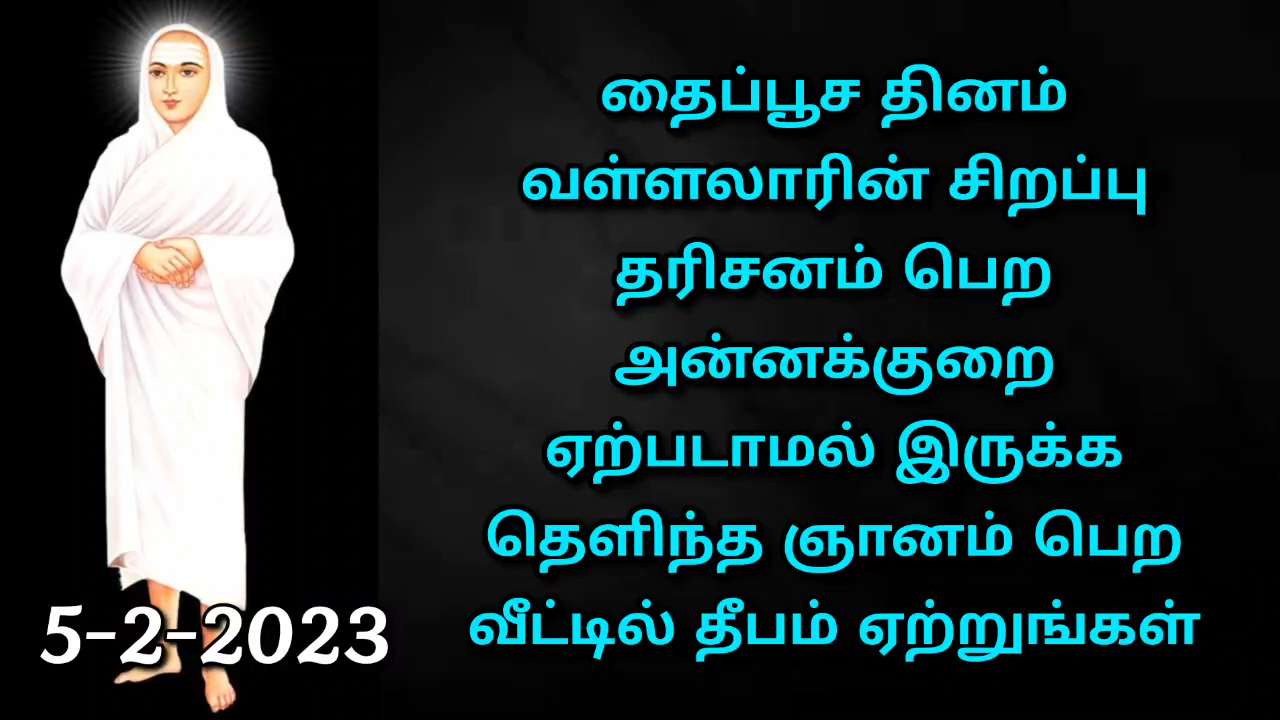 தைப்பூச தினம்
வள்ளலாரின் சிறப்பு
தரிசனம் பெற
அன்னக்குறை
ஏற்படாமல் இருக்க
தெளிந்த ஞானம் பெற
வீட்டில் தீபம் ஏற்றுங்கள்
5-2-2023